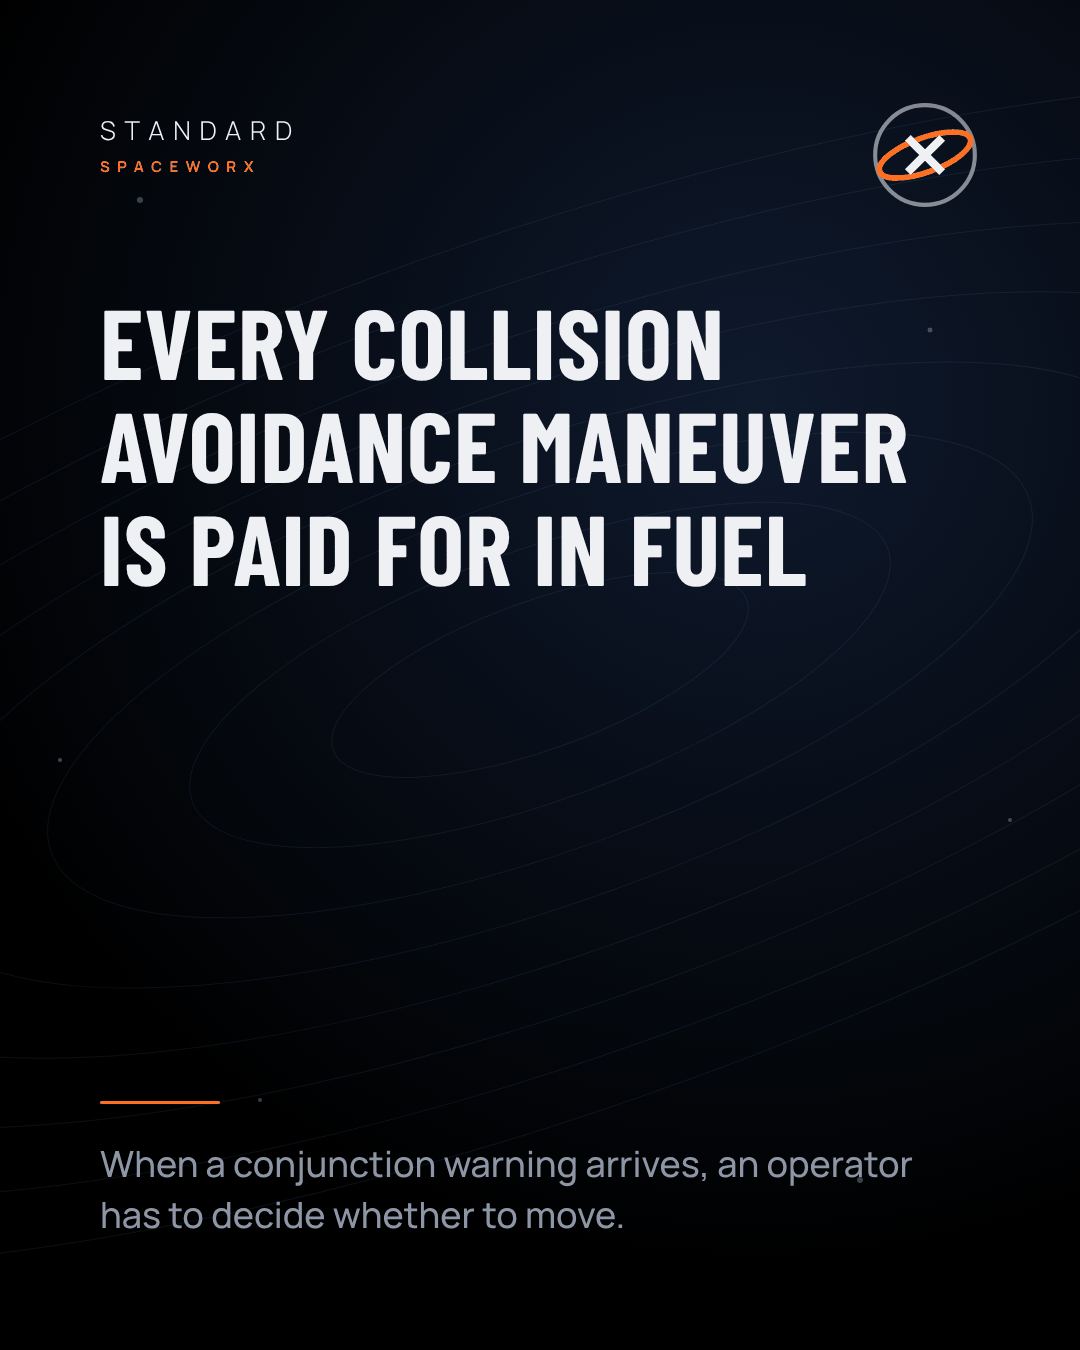 STANDARD
SPACEWORX
EVERY COLLISION
AVOIDANCE MANEUVER
IS PAID FOR IN FUEL
When a conjunction warning arrives, an operator
has to decide whether to move.